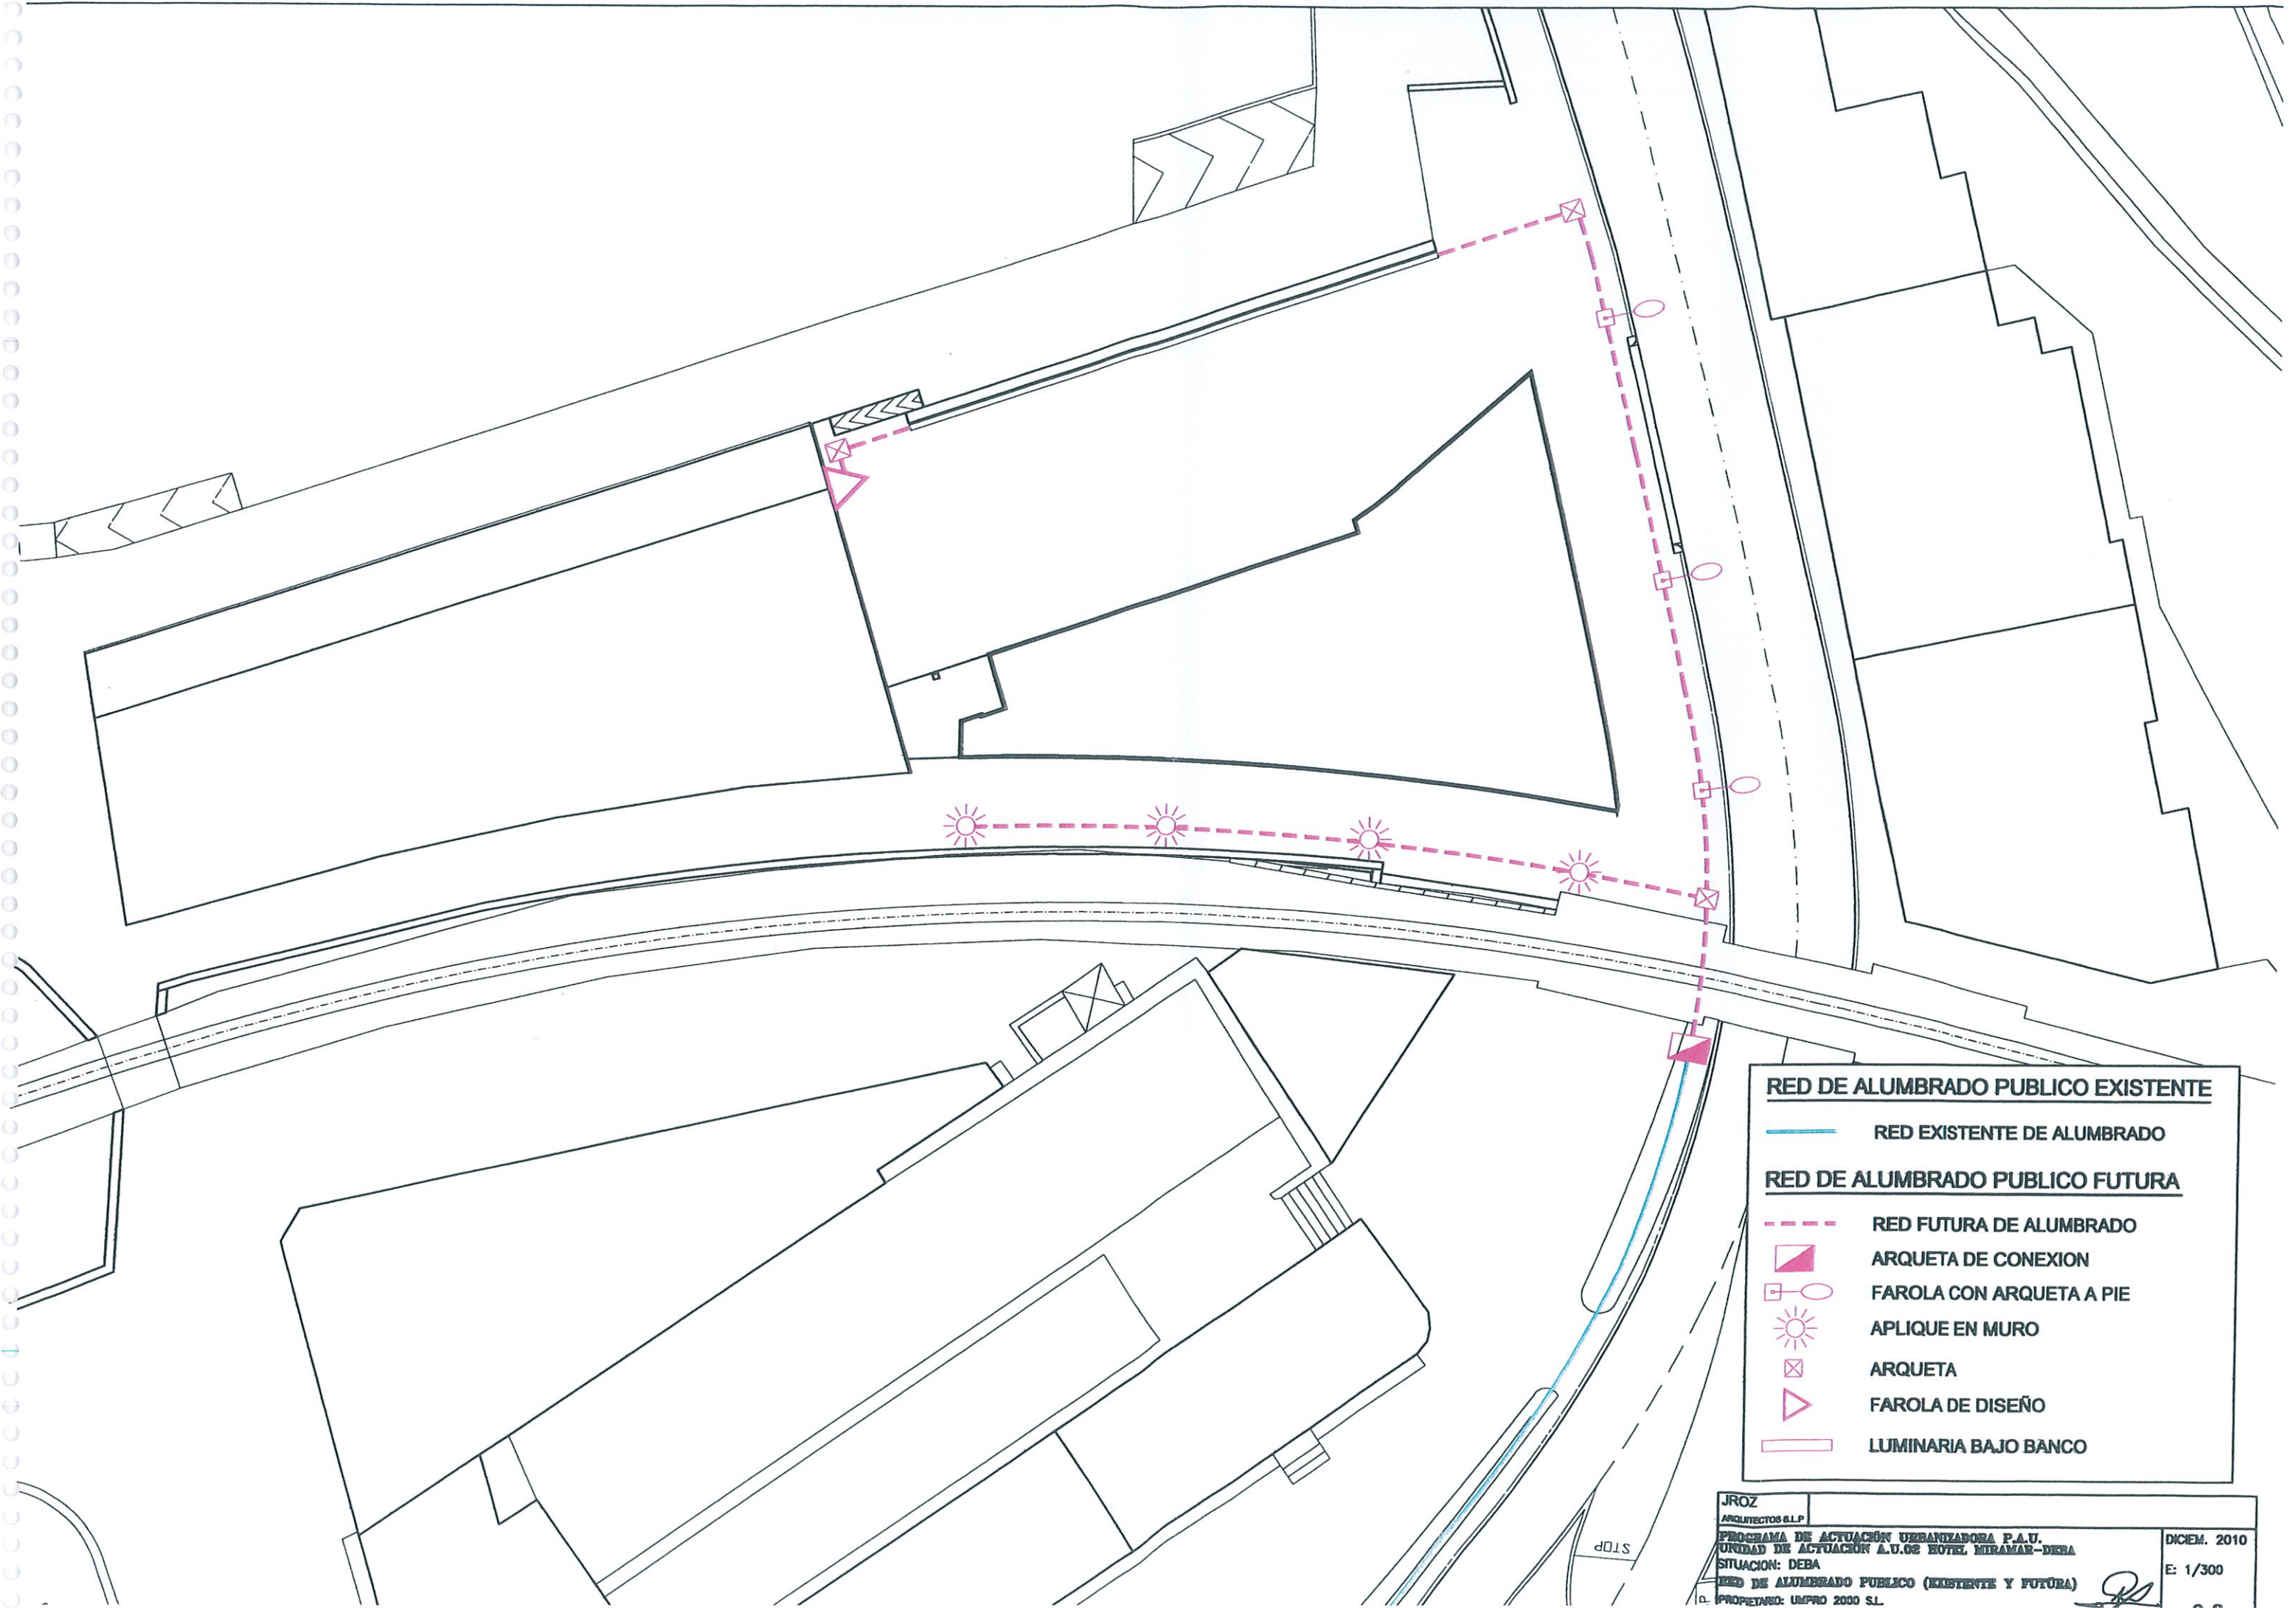 RED DE ALUMBRADO PUBLICO EXISTENTE
RED EXISTENTE DE ALUMBRADO
RED DE ALUMBRADO PUBLICO FUTURA
RED FUTURA DE ALUMBRADO
ARQUETA DE CONEXION
FAROLA CON ARQUETA A PIE
APLIQUE EN MURO
ARQUETA
FAROLA DE DISEÑO
LUMINARIA BAJO BANCO
STOP
JROZ
ARQUITECTOS S.L.P
PROGRAMA DE ACTUACIÓN URBANIZADORA P.A.U.
UNIDAD DE ACTUACIÓN A.U.02 HOTEL MIRAMAR-DEBA
DICIEM. 2010
SITUACION: DEBA
E: 1/300
RED DE ALUMBRADO PUBLICO (EXISTENTE Y FUTURA)
PROPIETARIO: UMPRO 2000 S.L.